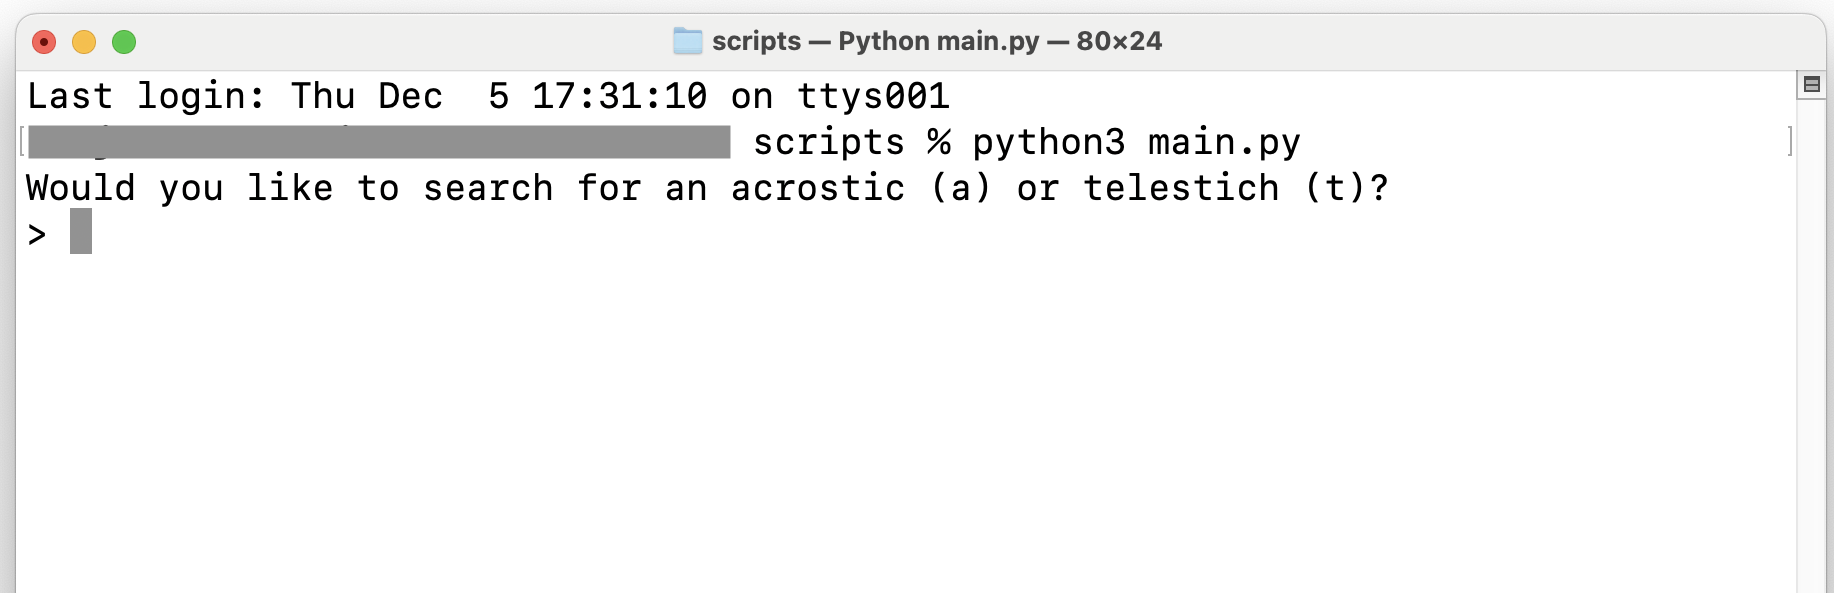 scripts — Python main.py — 80×24
Last login: Thu Dec  5 17:31:10 on ttys001
[ scripts % python3 main.py ]
Would you like to search for an acrostic (a) or telestich (t)?
>